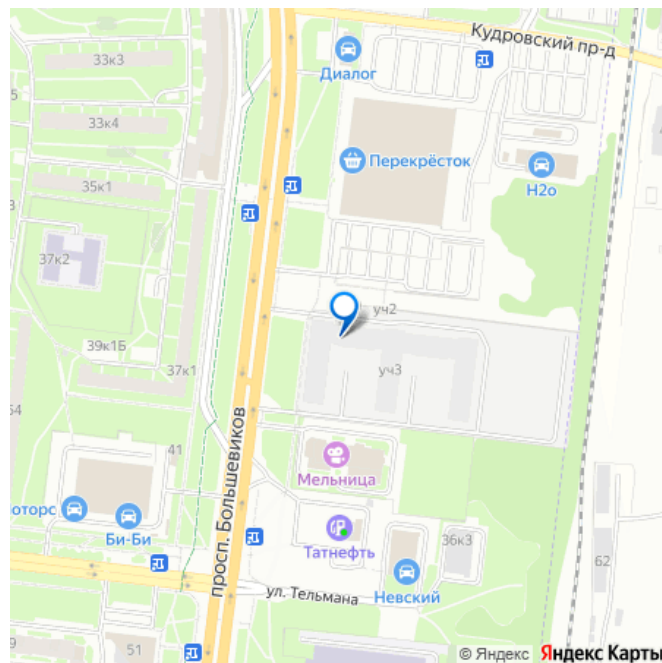 Кудровский пр-д
33к3
Диалог
33к4
Перекрёсток
Н2о
35к1
37к2
уч2
39к1Б
37к1
уч3
просп. Большевиков
41
Мельница
оторс
Би-Би
Татнефть
36к3
Невский
62
ул. Тельмана
51
© Яндекс Яндекс Карты